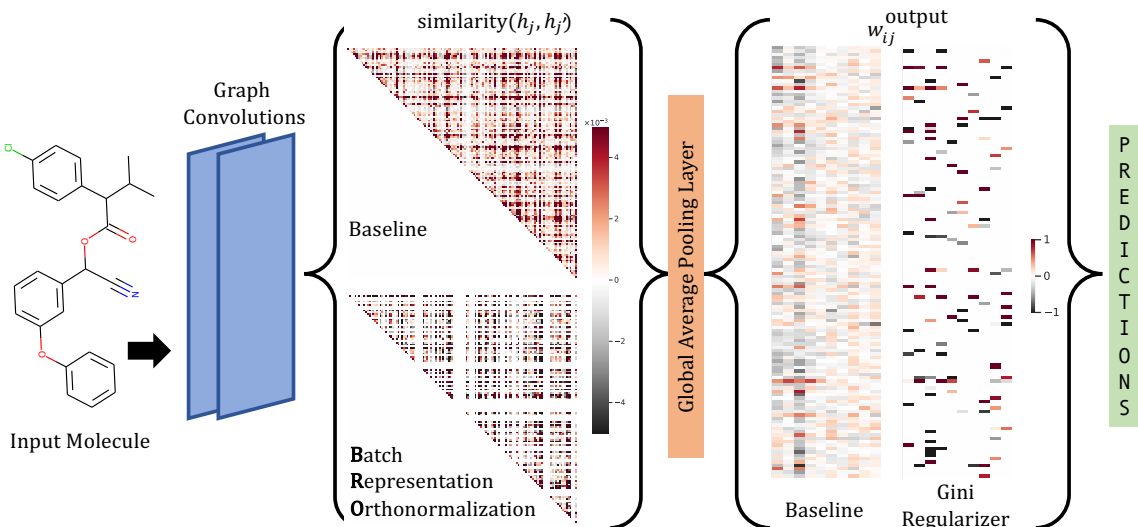 similarity(h_j, h_j')
output
w_ij
Graph
Convolutions
Cl
O
O
N
O
Input Molecule
Baseline
×10⁻³
4
2
0
−2
−4
Batch
Representation
Orthonormalization
Global Average Pooling Layer
1
0
−1
Baseline
Gini
Regularizer
PREDICTIONS